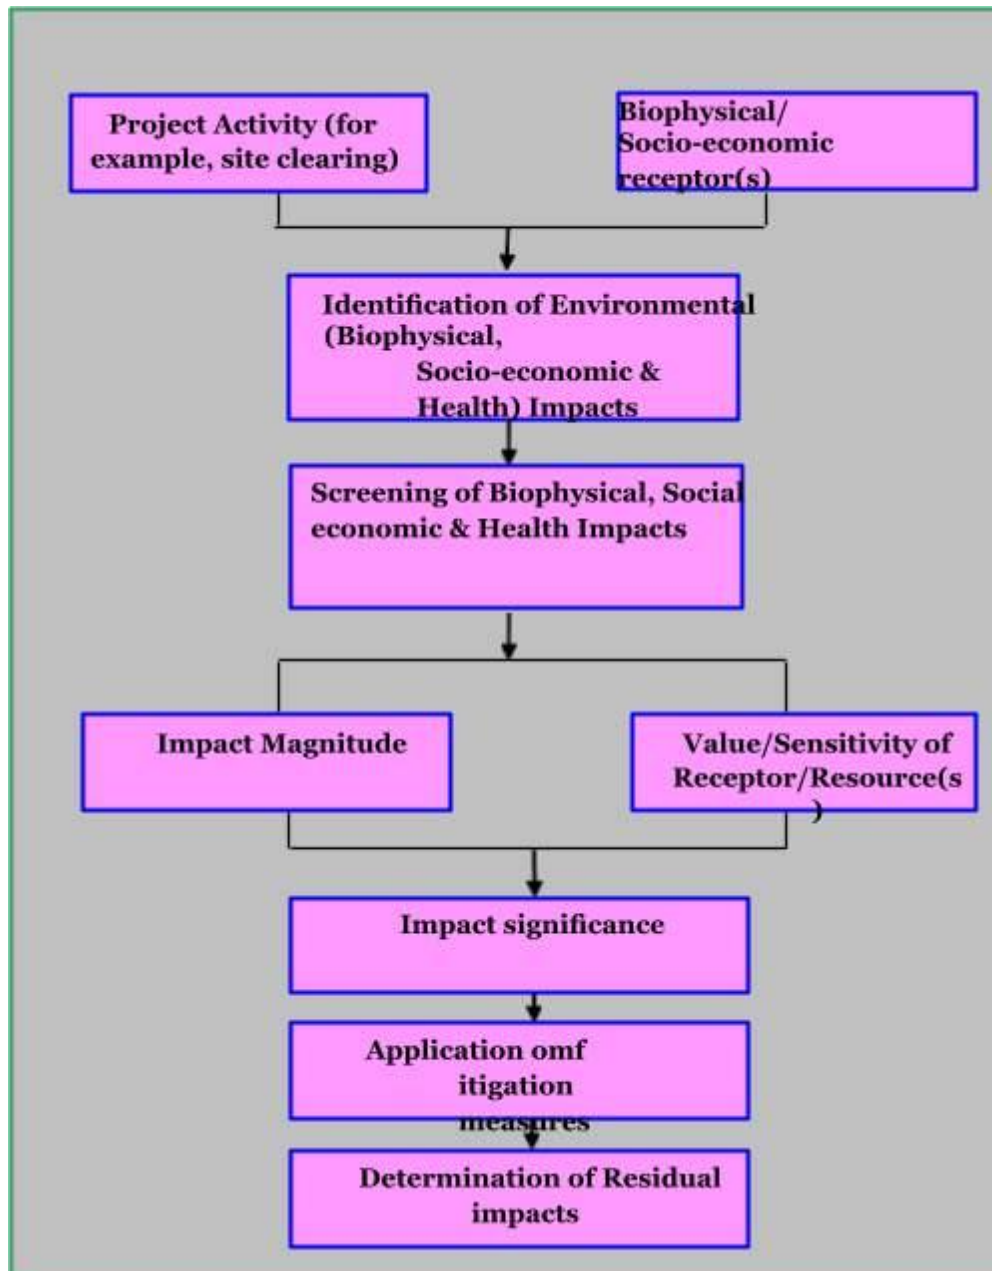 Project Activity (for
example, site clearing)
Biophysical/
Socio-economic
receptor(s)
Identification of Environmental
(Biophysical,
Socio-economic &
Health) Impacts
Screening of Biophysical, Social
economic & Health Impacts
Impact Magnitude
Value/Sensitivity of
Receptor/Resource(s
)
Impact significance
Application omf
itigation
measures
Determination of Residual
impacts